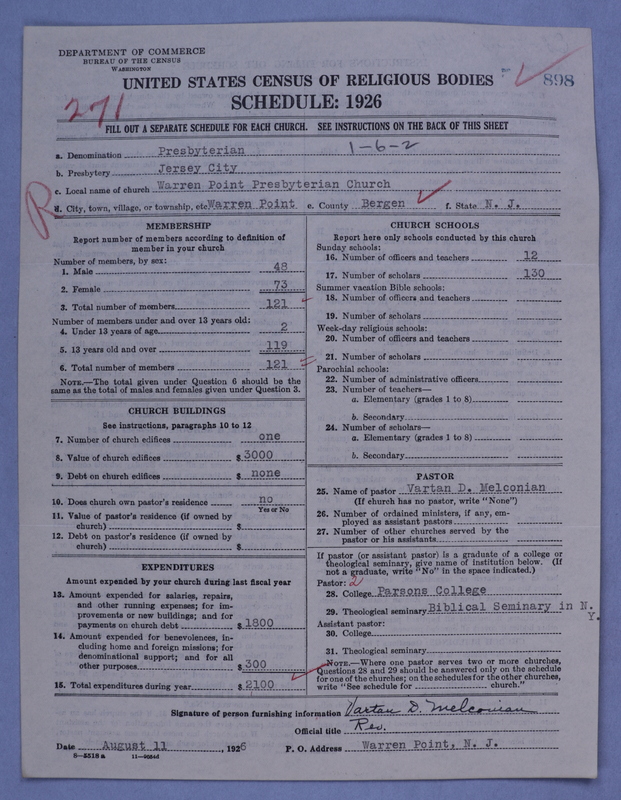 DEPARTMENT OF COMMERCE
BUREAU OF THE CENSUS
WASHINGTON
UNITED STATES CENSUS OF RELIGIOUS BODIES
898
SCHEDULE: 1926
271
FILL OUT A SEPARATE SCHEDULE FOR EACH CHURCH. SEE INSTRUCTIONS ON THE BACK OF THIS SHEET
a. Denomination Presbyterian 1-6-2
b. Presbytery Jersey City
c. Local name of church Warren Point Presbyterian Church
R
d. City, town, village, or township, etc. Warren Point e. County Bergen f. State N. J.
MEMBERSHIP
Report number of members according to definition of
member in your church
Number of members, by sex:
1. Male 48
2. Female 73
3. Total number of members 121
Number of members under and over 13 years old:
4. Under 13 years of age 2
5. 13 years old and over 119
6. Total number of members 121
NOTE.—The total given under Question 6 should be the
same as the total of males and females given under Question 3.
CHURCH BUILDINGS
See instructions, paragraphs 10 to 12
7. Number of church edifices one
8. Value of church edifices $ 3000
9. Debt on church edifices $ none
10. Does church own pastor's residence no
Yes or No
11. Value of pastor's residence (if owned by
church) $
12. Debt on pastor's residence (if owned by
church) $
EXPENDITURES
Amount expended by your church during last fiscal year
13. Amount expended for salaries, repairs,
and other running expenses; for im-
provements or new buildings; and for
payments on church debt $ 1800
14. Amount expended for benevolences, in-
cluding home and foreign missions; for
denominational support; and for all
other purposes $ 300
15. Total expenditures during year $ 2100
CHURCH SCHOOLS
Report here only schools conducted by this church
Sunday schools:
16. Number of officers and teachers 12
17. Number of scholars 130
Summer vacation Bible schools:
18. Number of officers and teachers
19. Number of scholars
Week-day religious schools:
20. Number of officers and teachers
21. Number of scholars
Parochial schools:
22. Number of administrative officers
23. Number of teachers—
a. Elementary (grades 1 to 8)
b. Secondary
24. Number of scholars—
a. Elementary (grades 1 to 8)
b. Secondary
PASTOR
25. Name of pastor Vartan D. Melconian
(If church has no pastor, write "None")
26. Number of ordained ministers, if any, em-
ployed as assistant pastors
27. Number of other churches served by the
pastor or his assistants
If pastor (or assistant pastor) is a graduate of a college or
theological seminary, give name of institution below. (If
not a graduate, write "No" in the space indicated.)
Pastor: 2
28. College Parsons College
29. Theological seminary Biblical Seminary in N.
Y.
Assistant pastor:
30. College
31. Theological seminary
NOTE.—Where one pastor serves two or more churches,
Questions 28 and 29 should be answered only on the schedule
for one of the churches; on the schedules for the other churches,
write "See schedule for church."
Signature of person furnishing information Vartan D. Melconian
Official title Rev.
Date August 11, 1926 P. O. Address Warren Point, N. J.